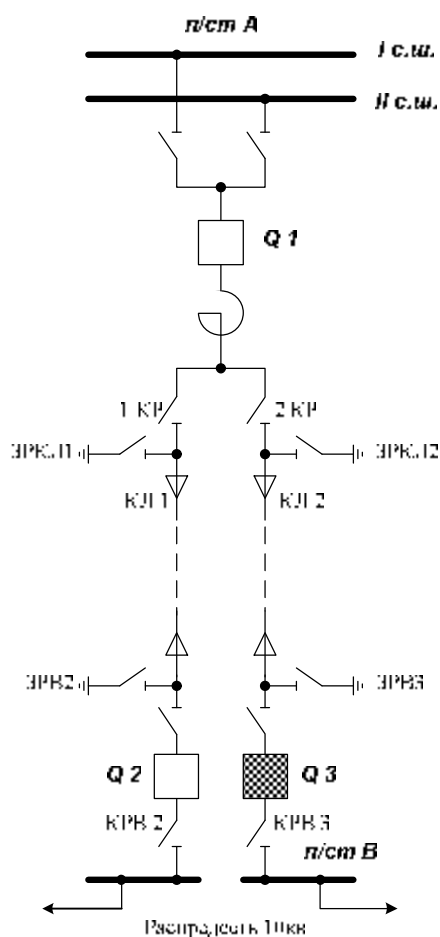 п/ст А
I с.ш.
II с.ш.
Q 1
1 КР
2 КР
ЗРКЛ1
ЗРКЛ2
КЛ 1
КЛ 2
ЗРВ2
ЗРВ3
Q 2
Q 3
КРВ 2
КРВ 3
п/ст В
10кв